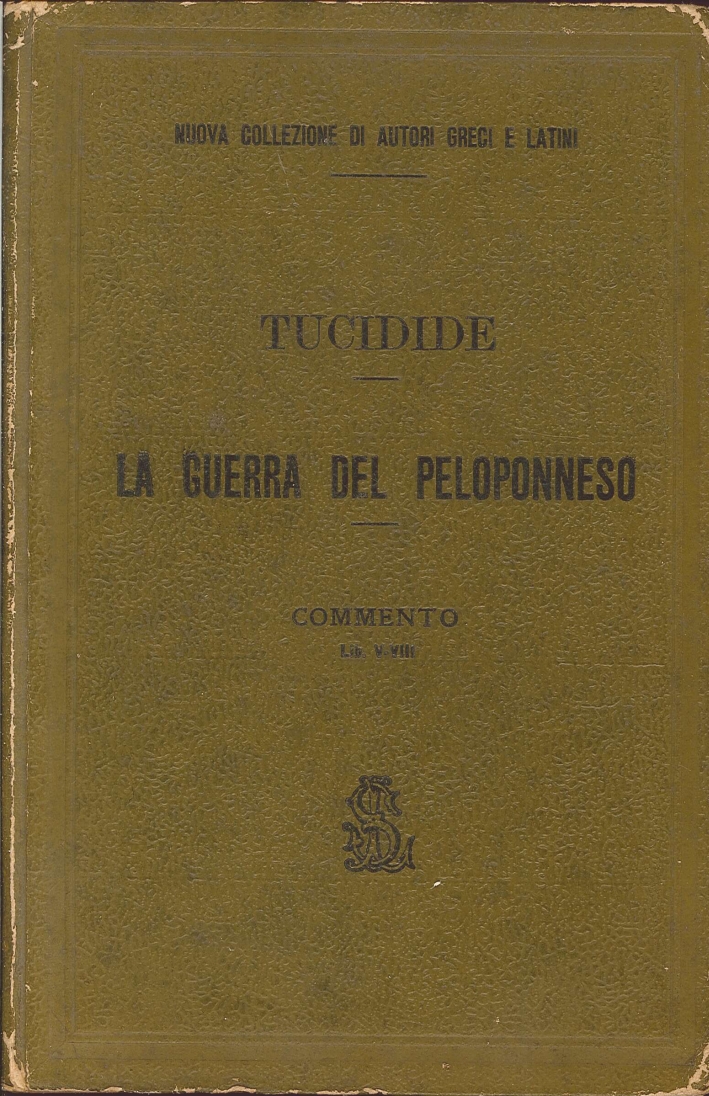 NUOVA COLLEZIONE DI AUTORI GRECI E LATINI
TUCIDIDE
LA GUERRA DEL PELOPONNESO
COMMENTO
Lib. V-VIII